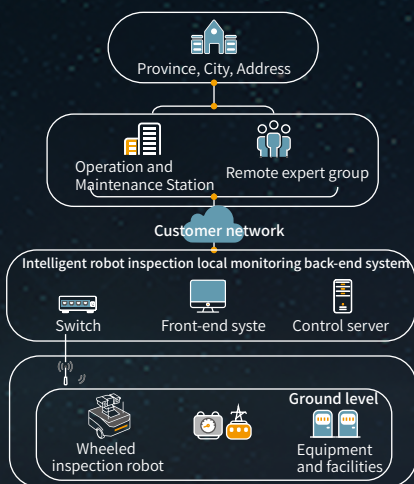 Province, City, Address
Operation and
Maintenance Station
Remote expert group
Customer network
Intelligent robot inspection local monitoring back-end system
Switch
Front-end syste
Control server
Ground level
Wheeled
inspection robot
Equipment
and facilities